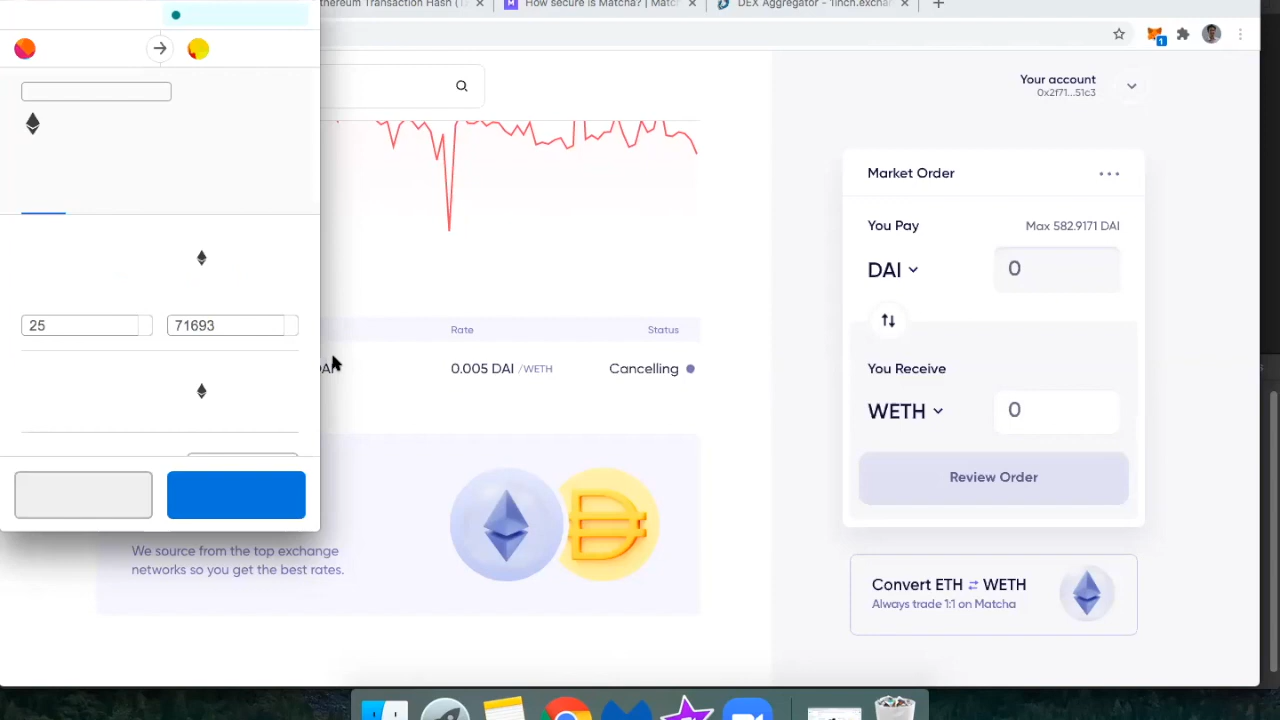 thereum Transaction Hash (T
How secure is Matcha? | Matc
DEX Aggregator - 1inch.exchan
1
Your account
0x2f71...51c3
Market Order
You Pay
Max 582.9171 DAI
DAI
0
25
71693
Rate
Status
0.005 DAI /WETH
Cancelling
You Receive
WETH
0
Review Order
We source from the top exchange
networks so you get the best rates.
Convert ETH ⇄ WETH
Always trade 1:1 on Matcha